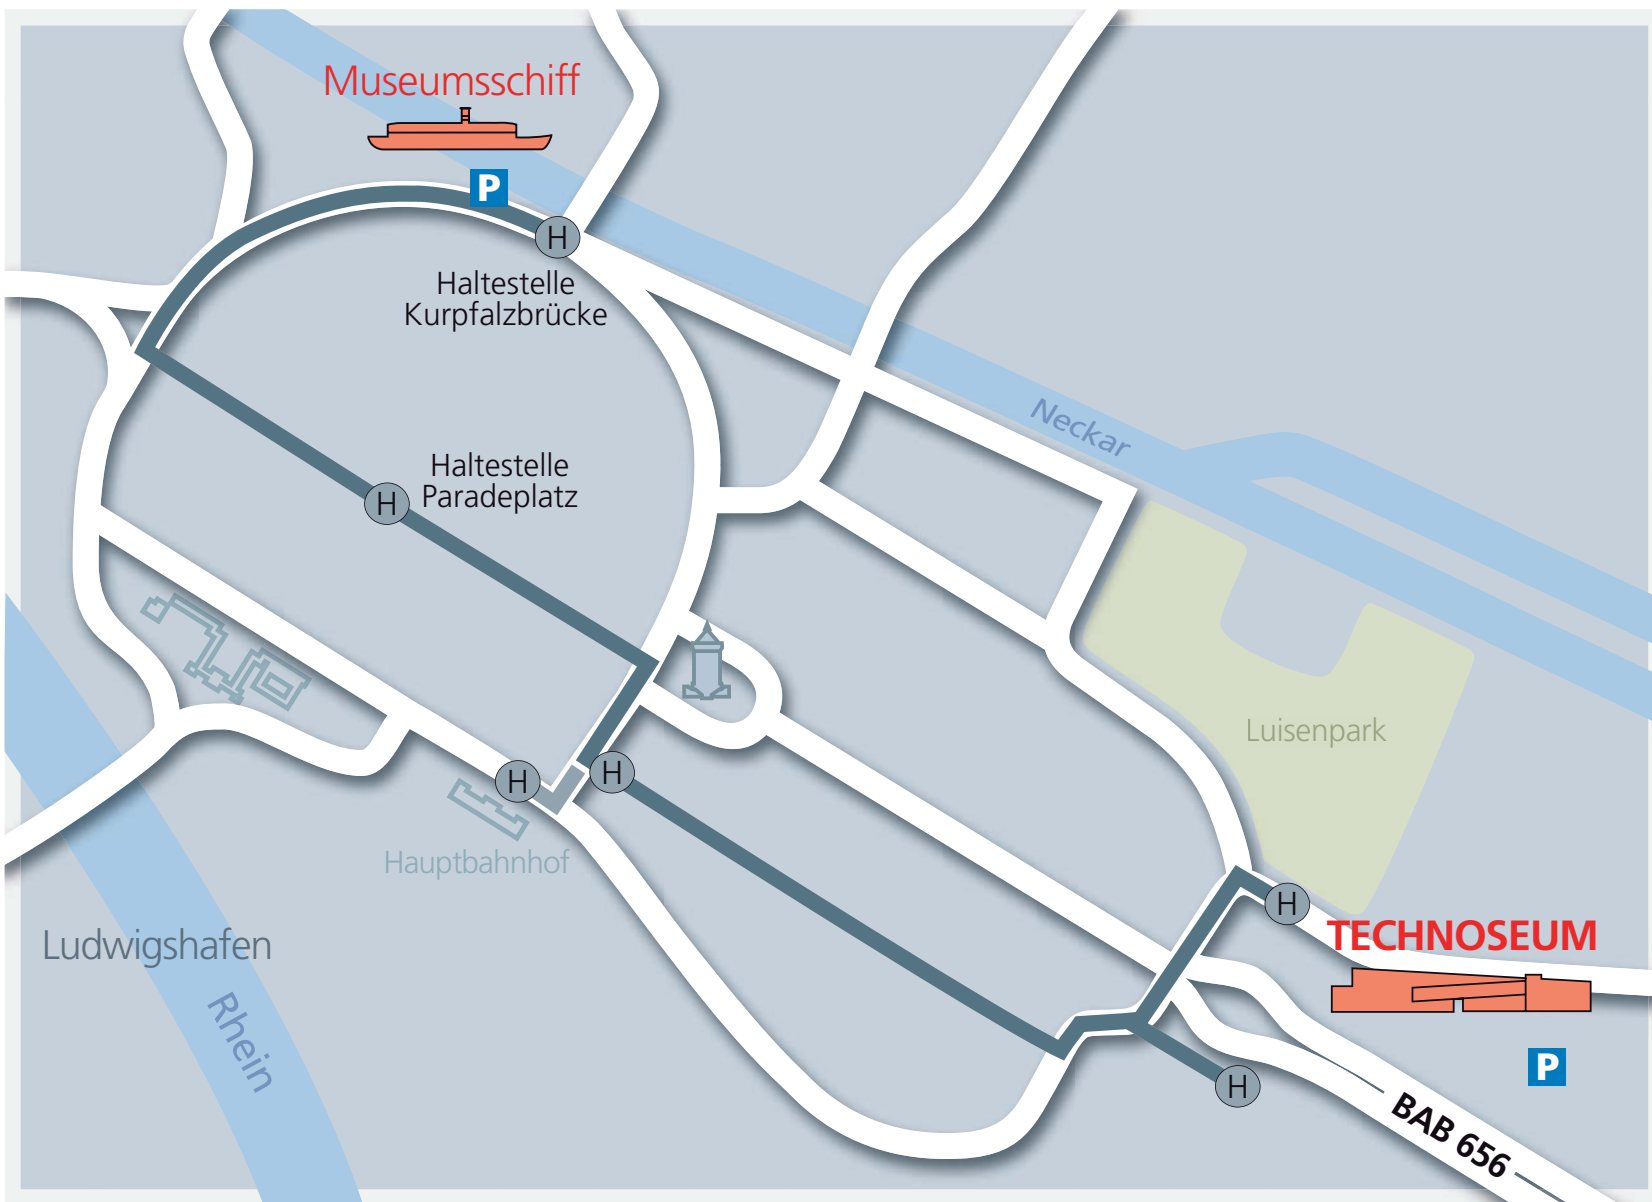 Museumsschiff
P
H
Haltestelle
Kurpfalzbrücke
Neckar
Haltestelle
Paradeplatz
H
Luisenpark
H
H
Hauptbahnhof
H
TECHNOSEUM
Ludwigshafen
Rhein
P
H
BAB 656